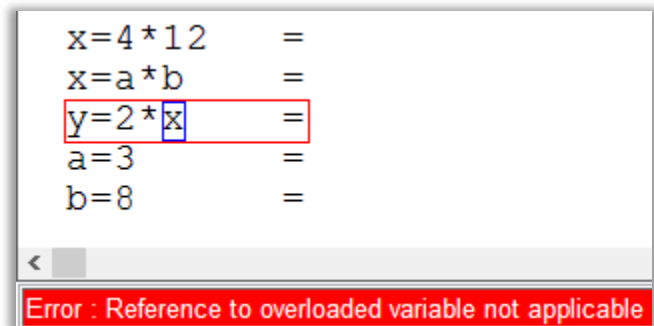 x=4*12 =
x=a*b =
y=2*x =
a=3 =
b=8 =
<
Error : Reference to overloaded variable not applicable